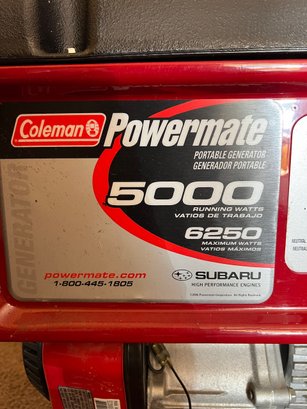 Coleman Powermate
PORTABLE GENERATOR
GENERADOR PORTABLE
GENERATOR
5000
RUNNING WATTS
VATIOS DE TRABAJO
6250
MAXIMUM WATTS
VATIOS MÁXIMOS
powermate.com
1-800-445-1805
SUBARU
HIGH PERFORMANCE ENGINES